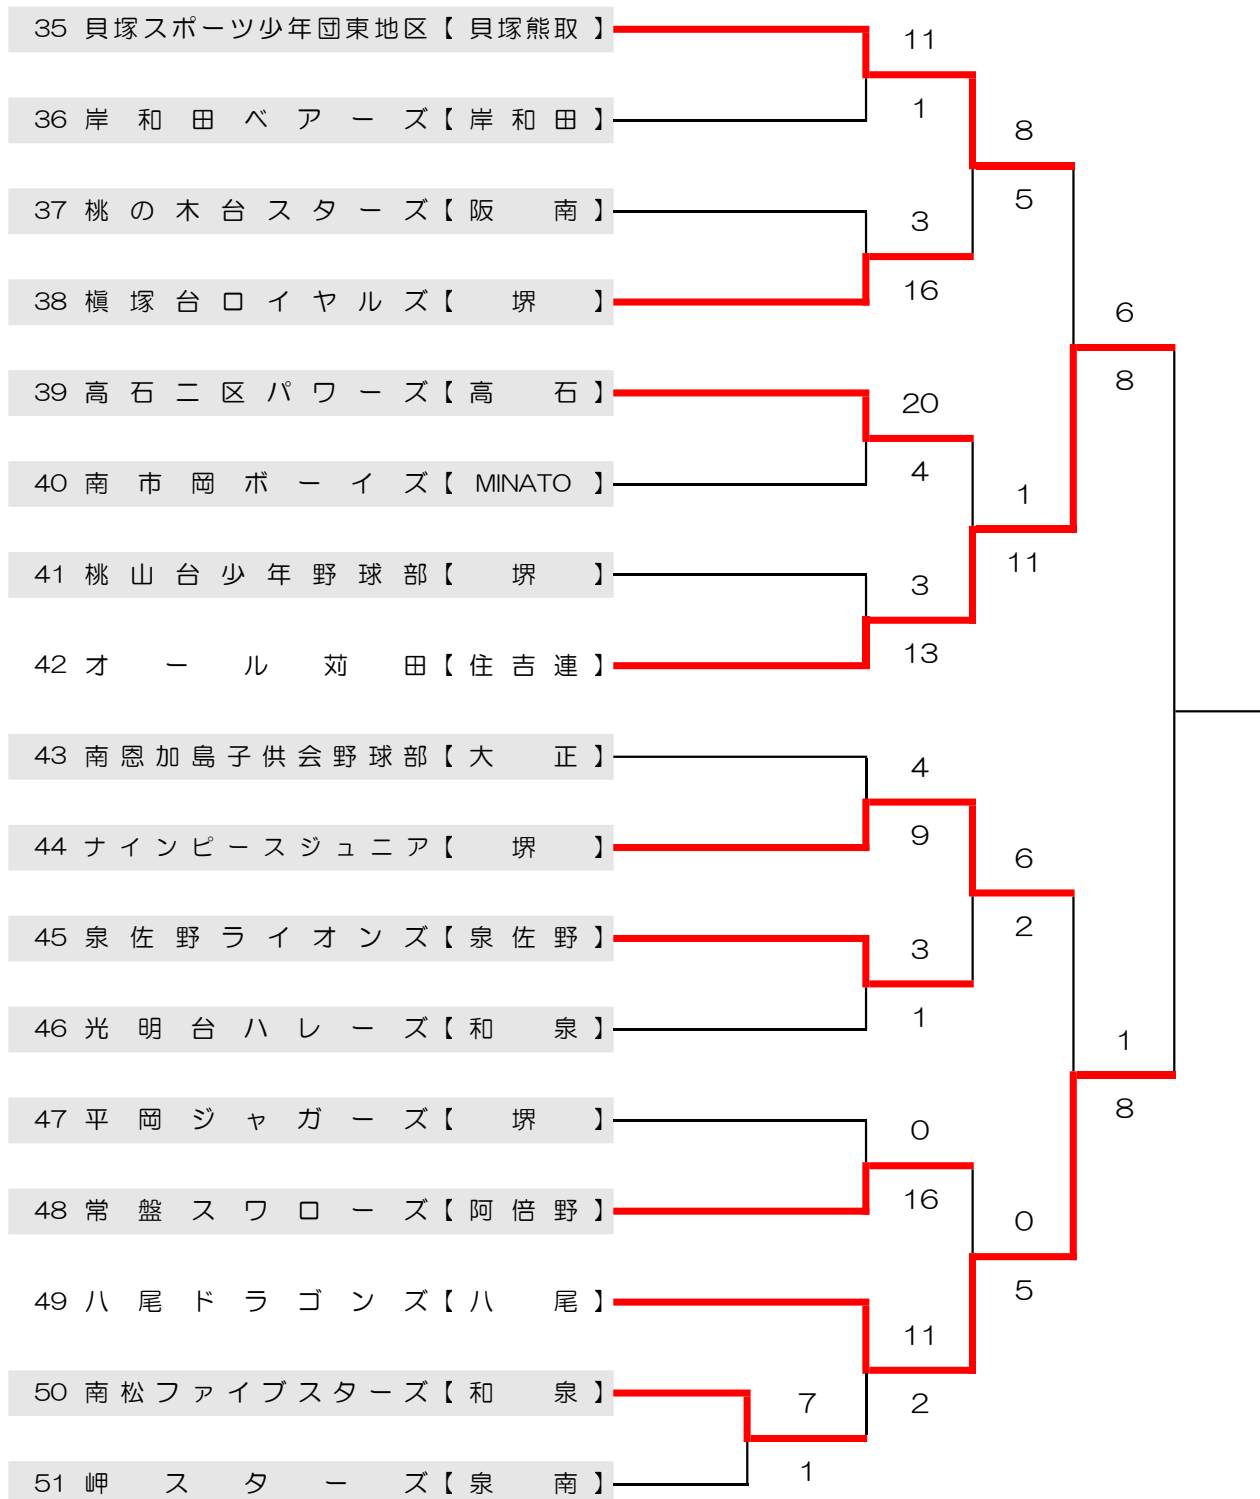 35 貝塚スポーツ少年団東地区【 貝塚熊取 】
11
36 岸和田ベアーズ【 岸和田 】
1
8
37 桃の木台スターズ【 阪南 】
3
5
38 槇塚台ロイヤルズ【 堺 】
16
6
39 高石二区パワーズ【 高石 】
20
8
40 南市岡ボーイズ【 MINATO 】
4
1
41 桃山台少年野球部【 堺 】
3
11
42 オール苅田【 住吉連 】
13
43 南恩加島子供会野球部【 大正 】
4
44 ナインピースジュニア【 堺 】
9
6
45 泉佐野ライオンズ【 泉佐野 】
3
2
46 光明台ハレーズ【 和泉 】
1
1
47 平岡ジャガーズ【 堺 】
0
8
48 常盤スワローズ【 阿倍野 】
16
0
49 八尾ドラゴンズ【 八尾 】
11
5
50 南松ファイブスターズ【 和泉 】
7
2
51 岬スターズ【 泉南 】
1